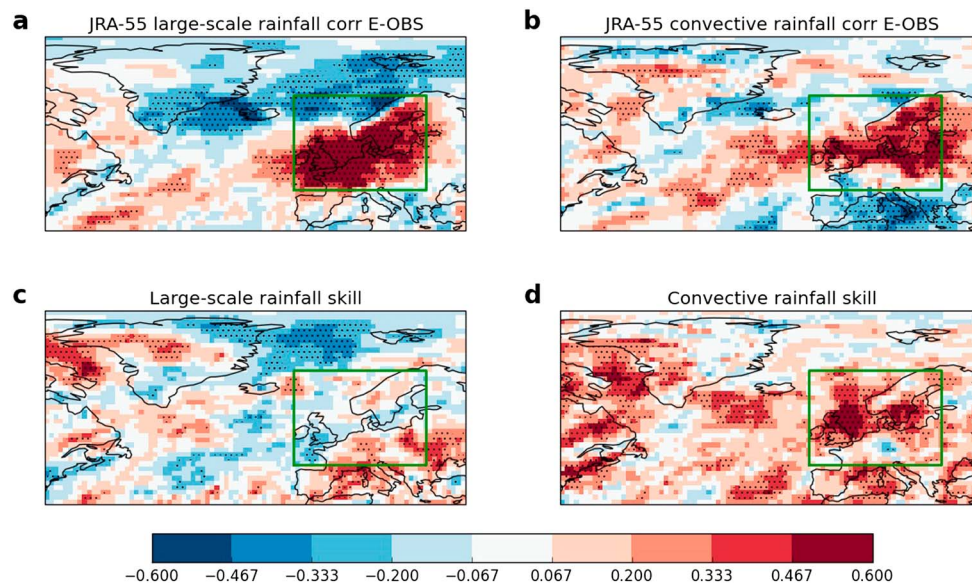 a JRA-55 large-scale rainfall corr E-OBS
b JRA-55 convective rainfall corr E-OBS
c Large-scale rainfall skill
d Convective rainfall skill
−0.600 −0.467 −0.333 −0.200 −0.067 0.067 0.200 0.333 0.467 0.600